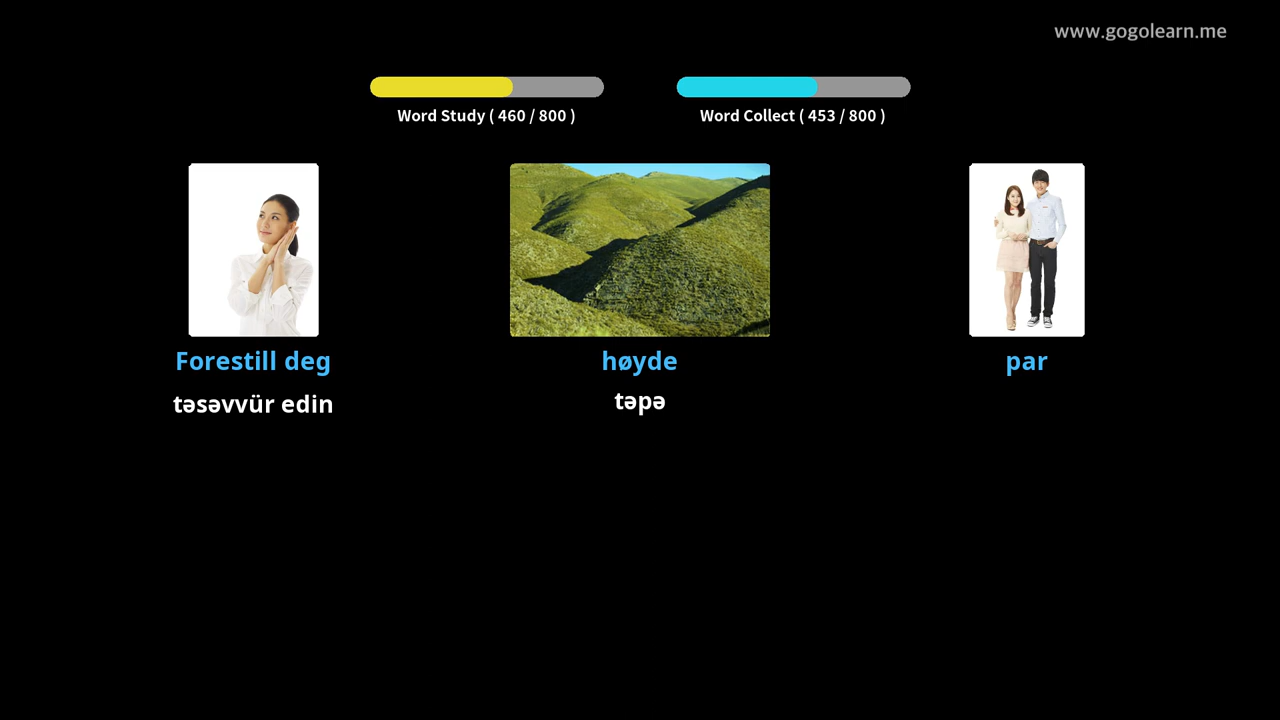 www.gogolearn.me
Word Study ( 460 / 800 )
Word Collect ( 453 / 800 )
Forestill deg
høyde
par
təsəvvür edin
təpə